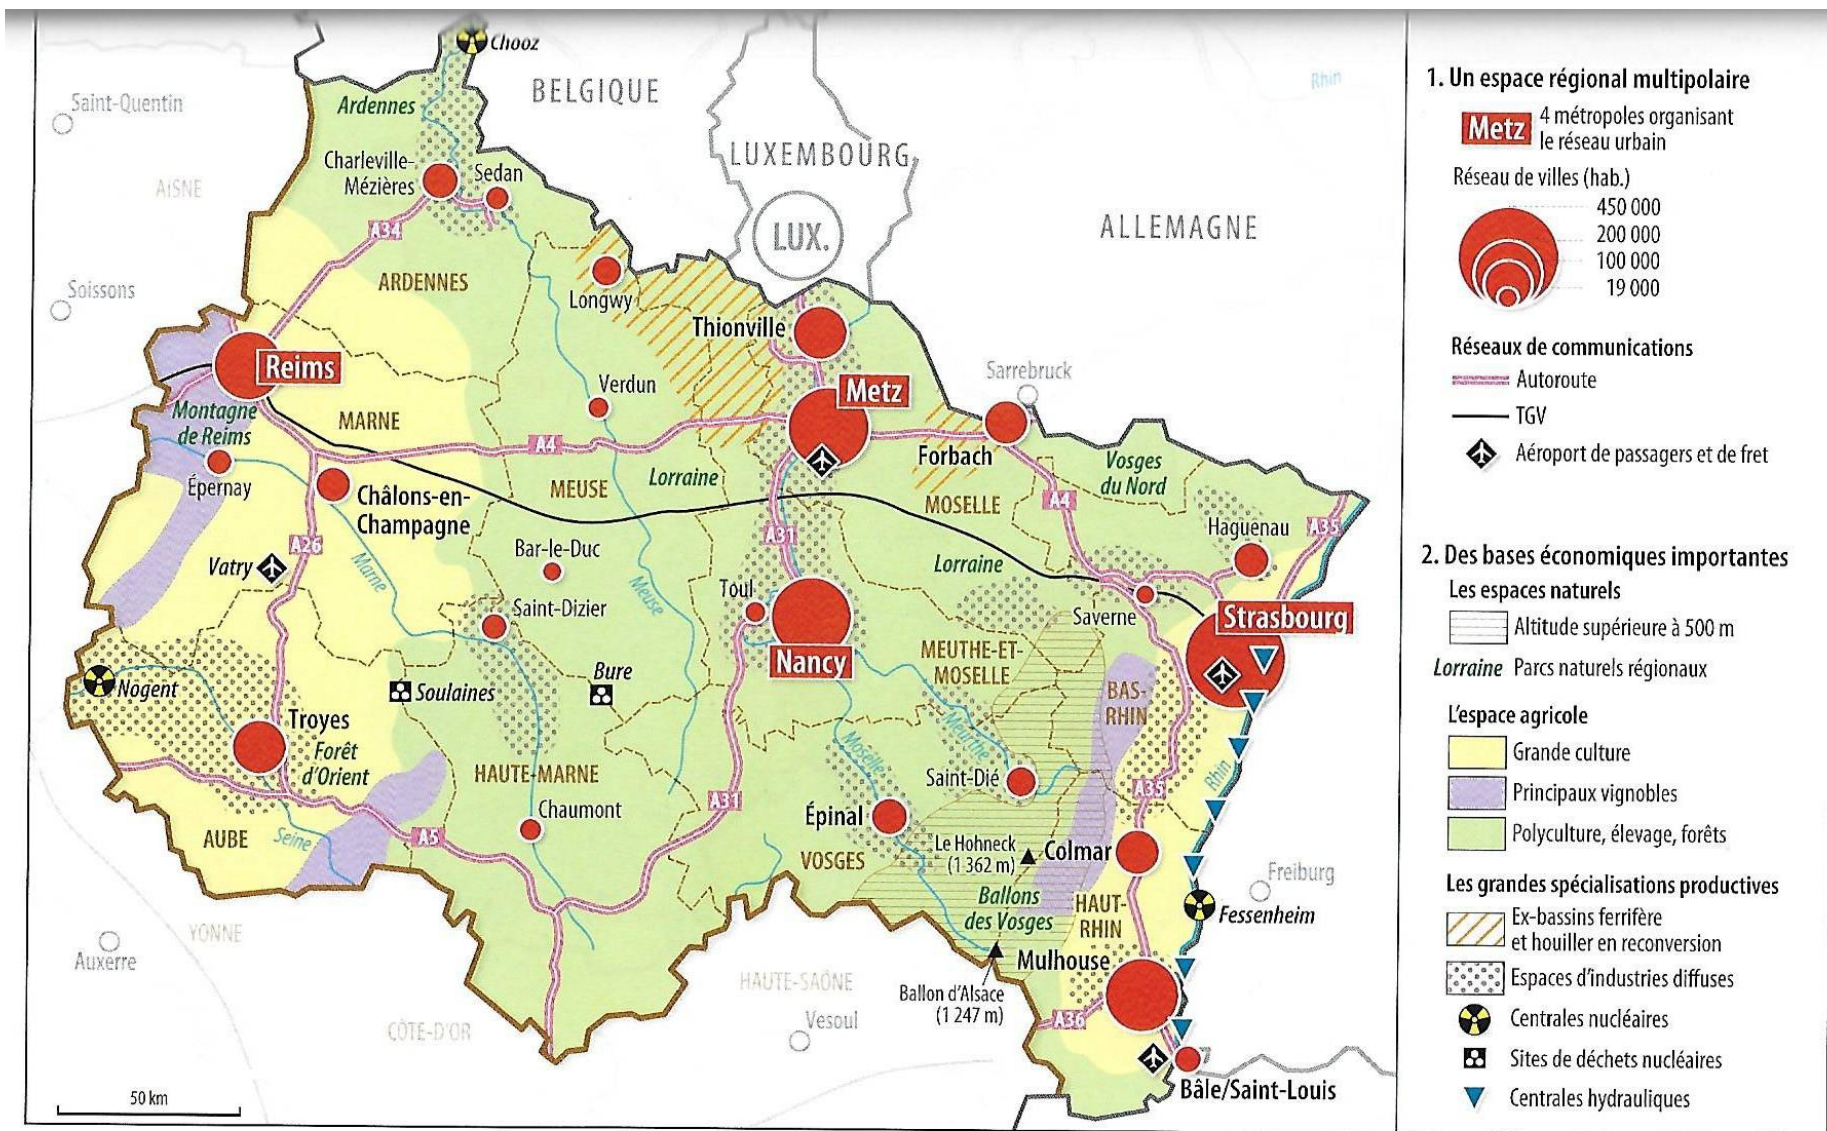 Chooz
BELGIQUE
Rhin
Saint-Quentin
Ardennes
LUXEMBOURG
Charleville-
Mézières
Sedan
AISNE
LUX.
ALLEMAGNE
A34
ARDENNES
Soissons
Longwy
Thionville
Reims
Sarrebruck
Verdun
Metz
Montagne
de Reims
MARNE
A4
Forbach
Vosges
du Nord
Épernay
Lorraine
MEUSE
Châlons-en-
Champagne
MOSELLE
A4
Haguenau
A35
A26
A31
Bar-le-Duc
Vatry
Marne
Meuse
Lorraine
Toul
Saint-Dizier
Saverne
Strasbourg
Nancy
MEUTHE-ET-
MOSELLE
Bure
Nogent
Soulaines
BAS-
RHIN
Troyes
Forêt
d'Orient
Meurthe
Moselle
HAUTE-MARNE
Saint-Dié
Rhin
A31
A35
Chaumont
Épinal
AUBE
Seine
A5
VOSGES
Le Hohneck
(1 362 m)
Colmar
Freiburg
Ballons
des Vosges
HAUT-
RHIN
Fessenheim
YONNE
Auxerre
Mulhouse
HAUTE-SAÔNE
Ballon d'Alsace
(1 247 m)
A36
CÔTE-D'OR
Vesoul
Bâle/Saint-Louis
50 km
1. Un espace régional multipolaire
Metz
4 métropoles organisant
le réseau urbain
Réseau de villes (hab.)
450 000
200 000
100 000
19 000
Réseaux de communications
Autoroute
TGV
Aéroport de passagers et de fret
2. Des bases économiques importantes
Les espaces naturels
Altitude supérieure à 500 m
Lorraine Parcs naturels régionaux
L'espace agricole
Grande culture
Principaux vignobles
Polyculture, élevage, forêts
Les grandes spécialisations productives
Ex-bassins ferrifère
et houiller en reconversion
Espaces d'industries diffuses
Centrales nucléaires
Sites de déchets nucléaires
Centrales hydrauliques